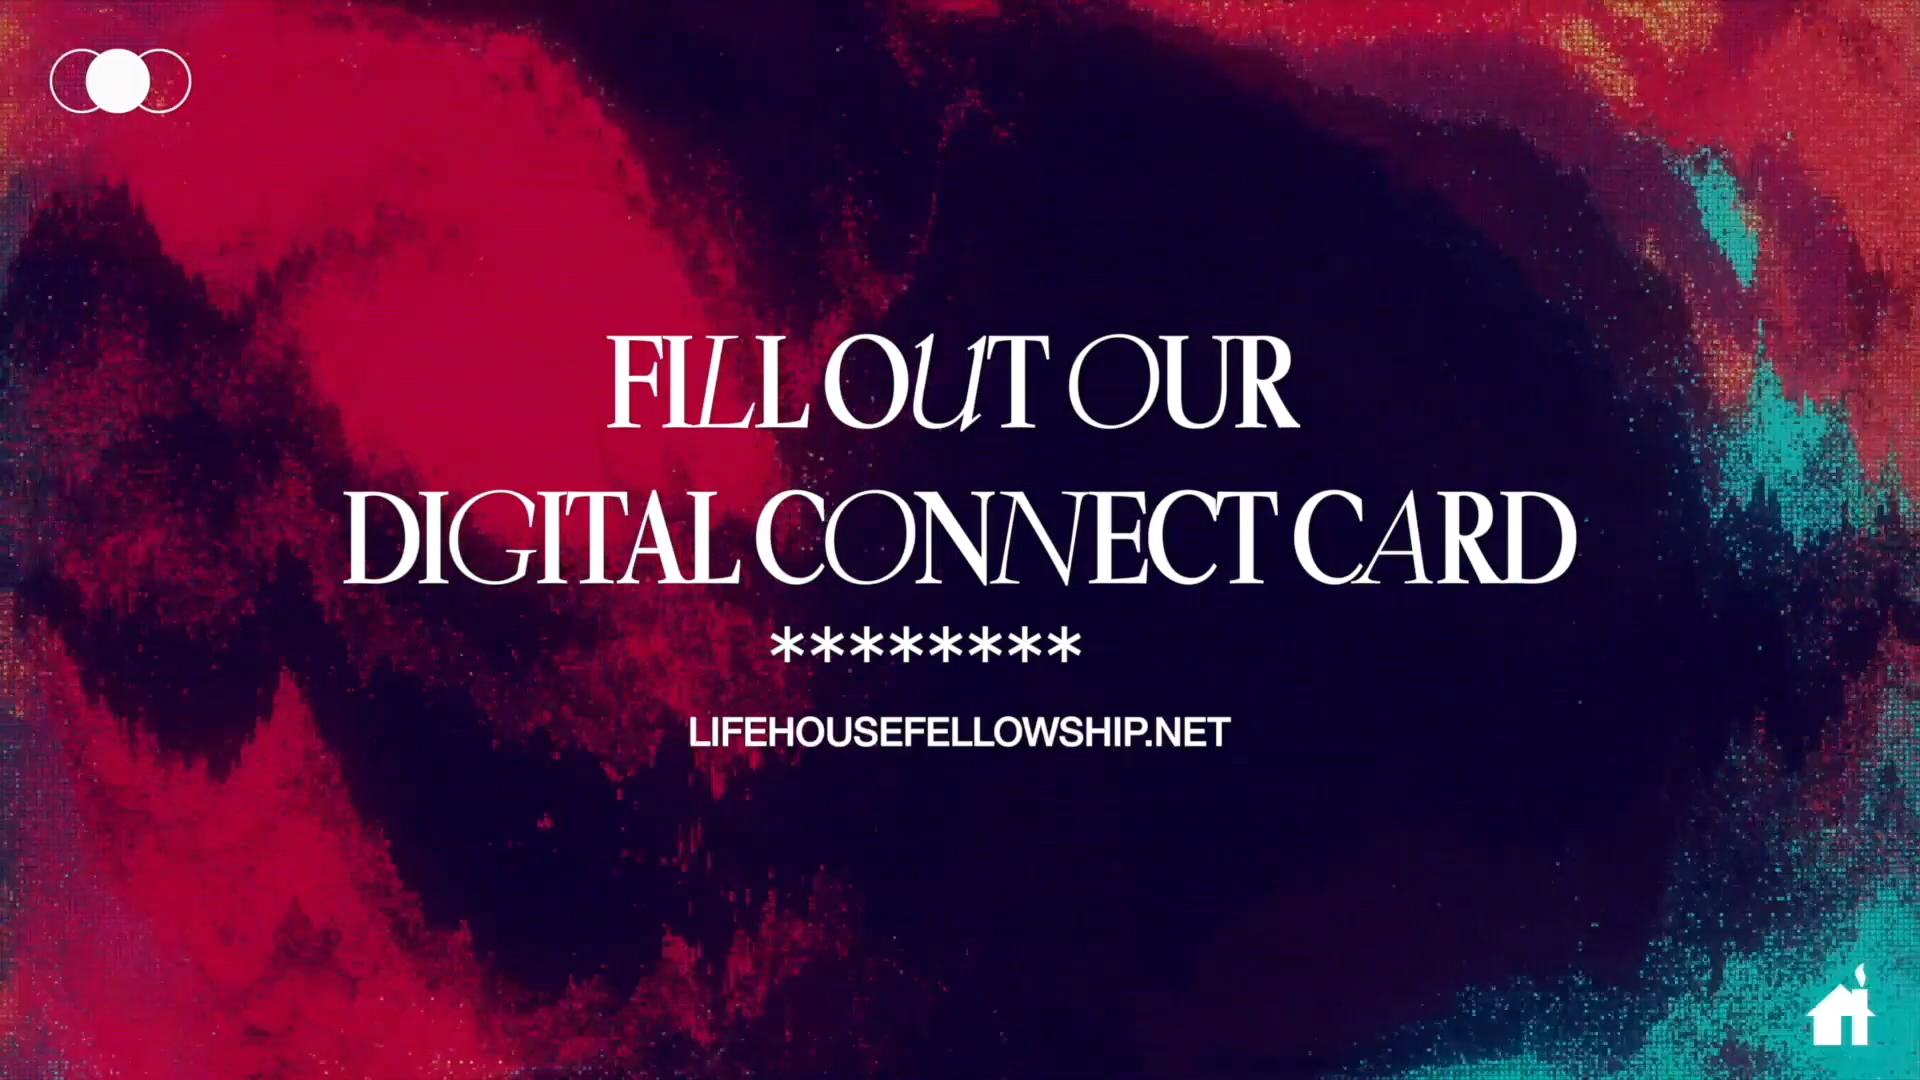 FILL OUT OUR
DIGITAL CONNECT CARD
********
LIFEHOUSEFELLOWSHIP.NET